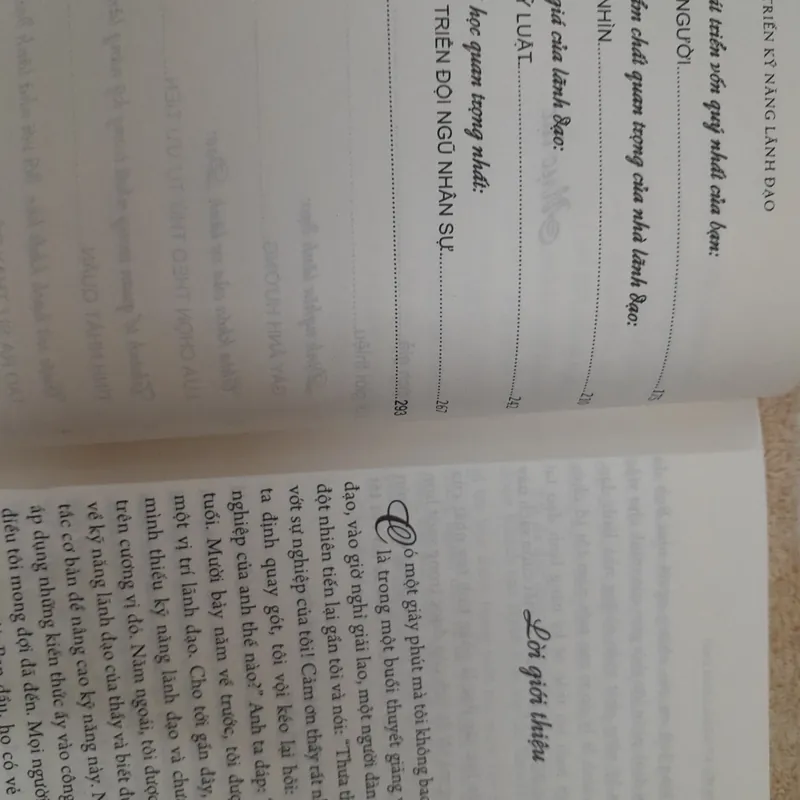 TRIỂN KỸ NĂNG LÃNH ĐẠO
triển vốn quý nhất của bạn:
NGƯỜI
chất quan trọng của nhà lãnh đạo:
NHÌN 210
giá của lãnh đạo:
LUẬT 242
học quan trọng nhất:
TRIỂN ĐỘI NGŨ NHÂN SỰ 267
293
Lời giới thiệu
Có một giây phút mà tôi không bao
là trong một buổi thuyết giảng
đạo, vào giờ nghỉ giải lao, một người đàn
đột nhiên tiến lại gần tôi và nói: “Thưa
vớt sự nghiệp của tôi! Cảm ơn thầy rất
ta định quay gót, tôi vội kéo lại hỏi:
nghiệp của anh thế nào?” Anh ta đáp:
tuổi. Mười bảy năm về trước, tôi
một vị trí lãnh đạo. Cho tới gần đây,
mình thiếu kỹ năng lãnh đạo và
trên cương vị đó. Năm ngoái, tôi được
về kỹ năng lãnh đạo của thầy và biết
tắc cơ bản để nâng cao kỹ năng này.
áp dụng những kiến thức ấy vào công
điều tôi mong đợi đã đến. Mọi người
đầu, họ có vẻ